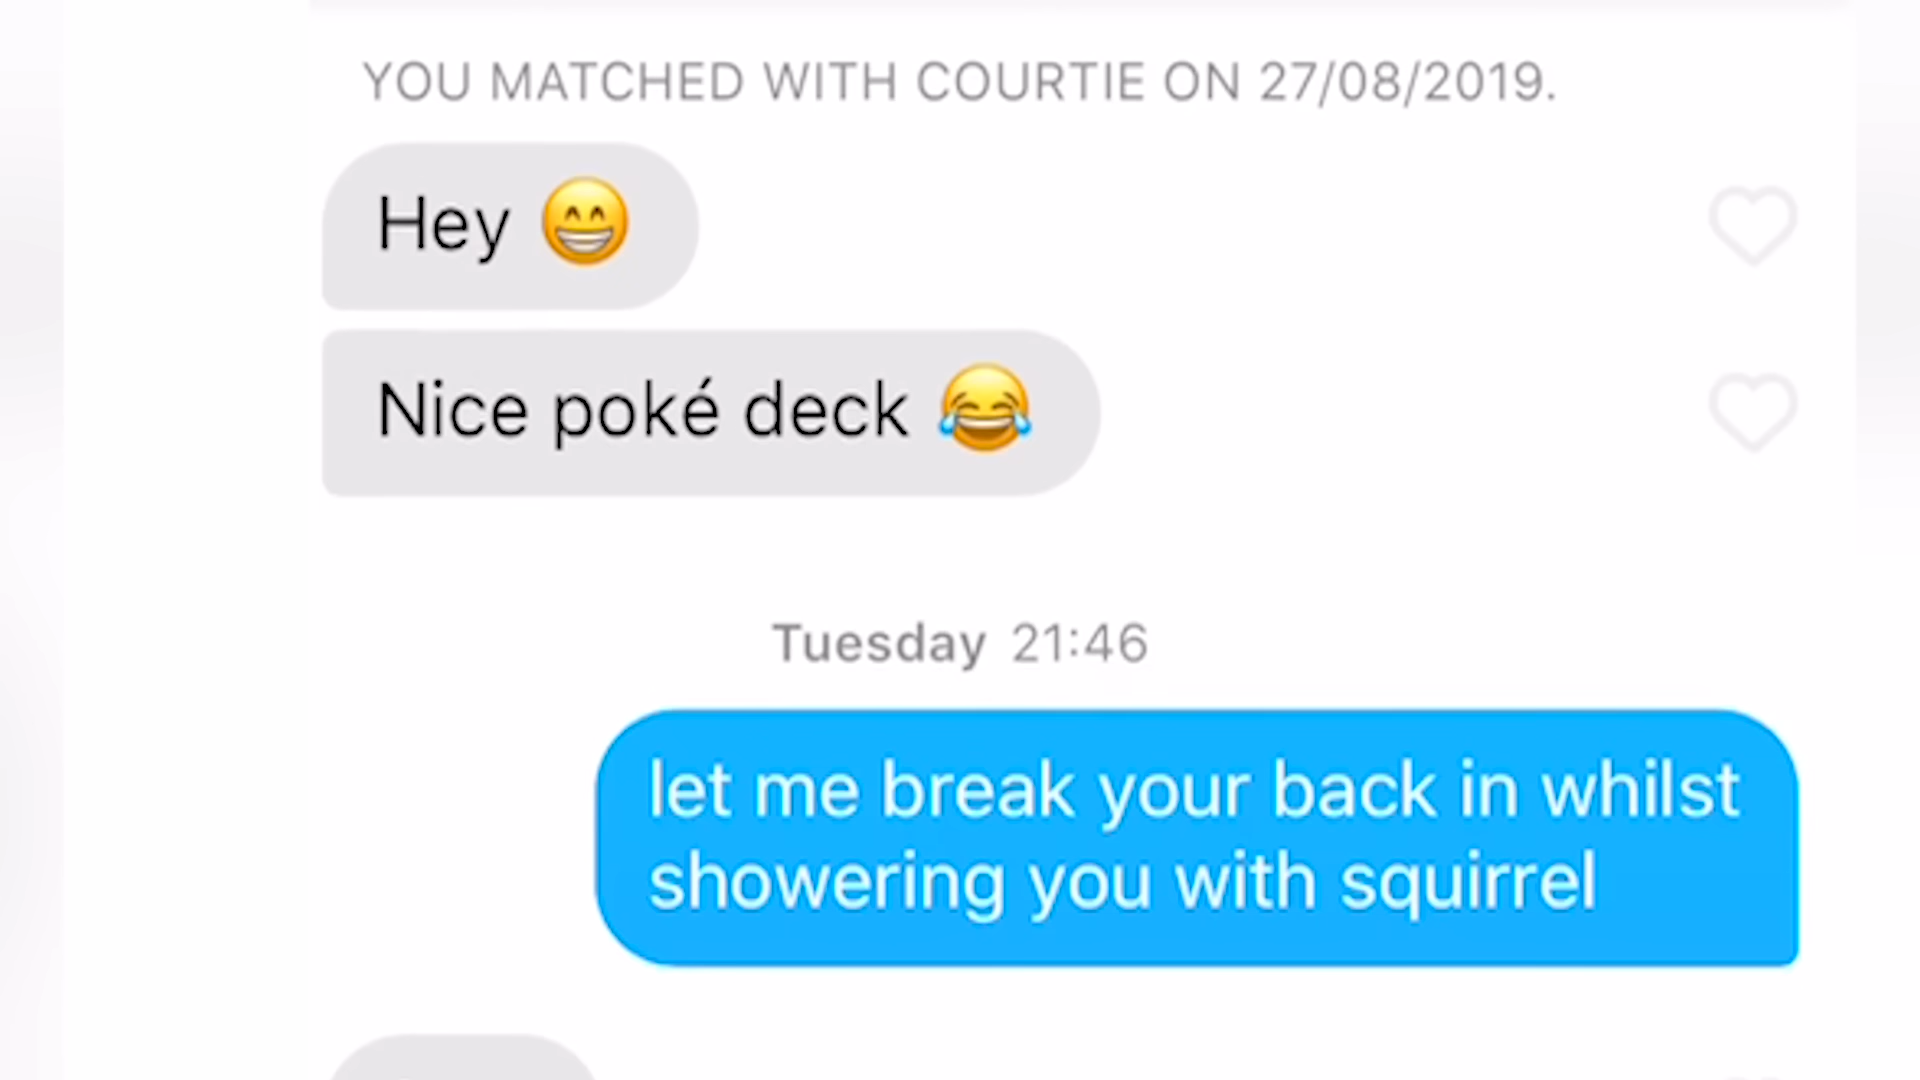 YOU MATCHED WITH COURTIE ON 27/08/2019.
Hey 😁
Nice poké deck 😂
Tuesday 21:46
let me break your back in whilst
showering you with squirrel